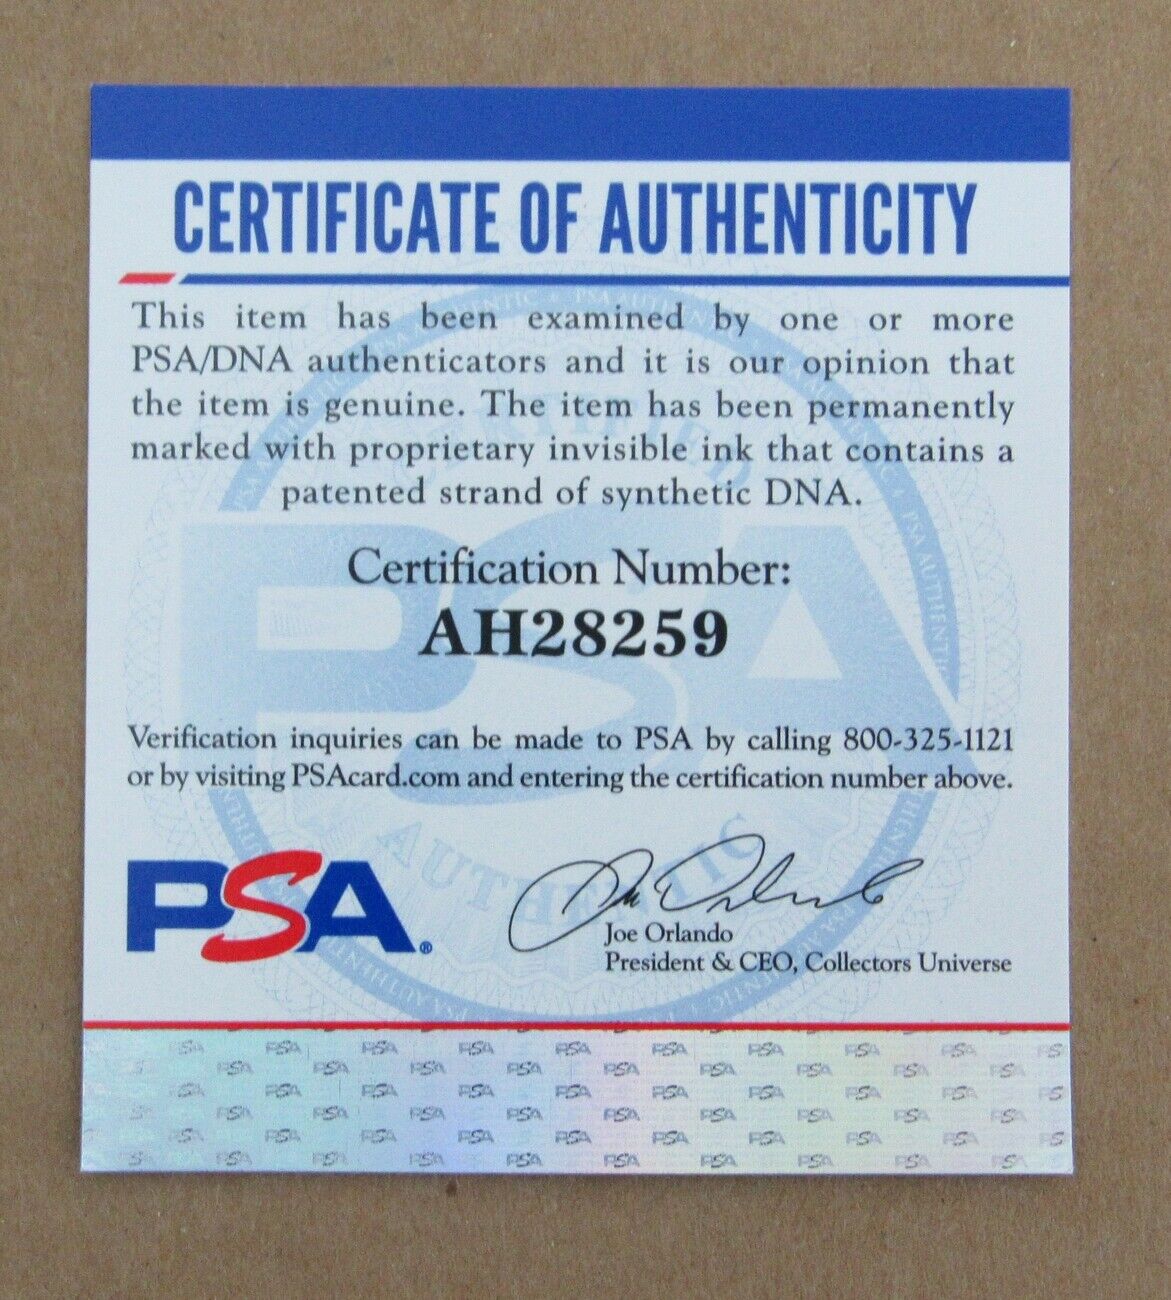 CERTIFICATE OF AUTHENTICITY
This item has been examined by one or more
PSA/DNA authenticators and it is our opinion that
the item is genuine. The item has been permanently
marked with proprietary invisible ink that contains a
patented strand of synthetic DNA.
Certification Number:
AH28259
Verification inquiries can be made to PSA by calling 800-325-1121
or by visiting PSAcard.com and entering the certification number above.
PSA®
Joe Orlando
President & CEO, Collectors Universe